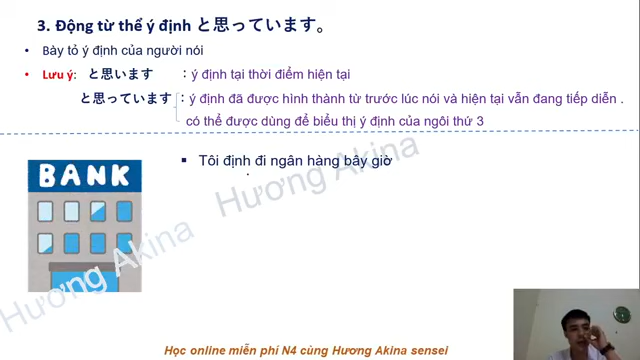 3. Động từ thể ý định と思っています。
• Bày tỏ ý định của người nói
• Lưu ý: と思います : ý định tại thời điểm hiện tại
と思っています : ý định đã được hình thành từ trước lúc nói và hiện tại vẫn đang tiếp diễn .
có thể được dùng để biểu thị ý định của ngôi thứ 3
▪ Tôi định đi ngân hàng bây giờ
BANK
Hương Akina
Hương Akina
Học online miễn phí N4 cùng Hương Akina sensei